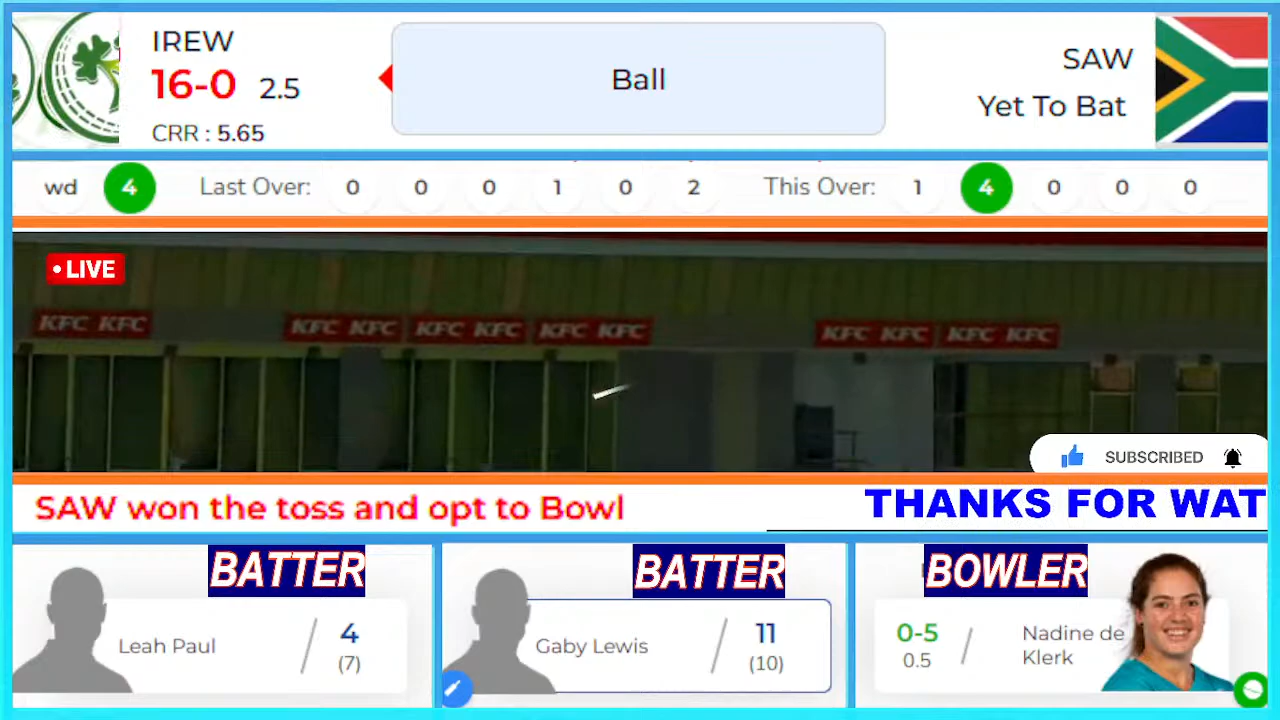 IREW
16-0 2.5
CRR : 5.65
Ball
SAW
Yet To Bat
wd 4 Last Over: 0 0 0 1 0 2 This Over: 1 4 0 0 0
• LIVE
KFC KFC KFC KFC KFC KFC KFC KFC KFC KFC KFC KFC
SUBSCRIBED
SAW won the toss and opt to Bowl
THANKS FOR WAT
BATTER
Leah Paul 4
(7)
BATTER
Gaby Lewis 11
(10)
BOWLER
0-5
0.5
Nadine de
Klerk